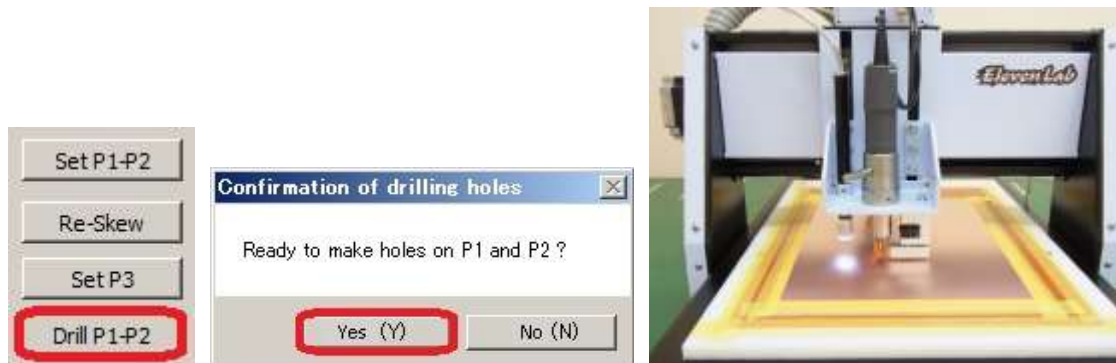 Set P1-P2
Re-Skew
Set P3
Drill P1-P2
Confirmation of drilling holes
Ready to make holes on P1 and P2 ?
Yes (Y)
No (N)
ElevenLab